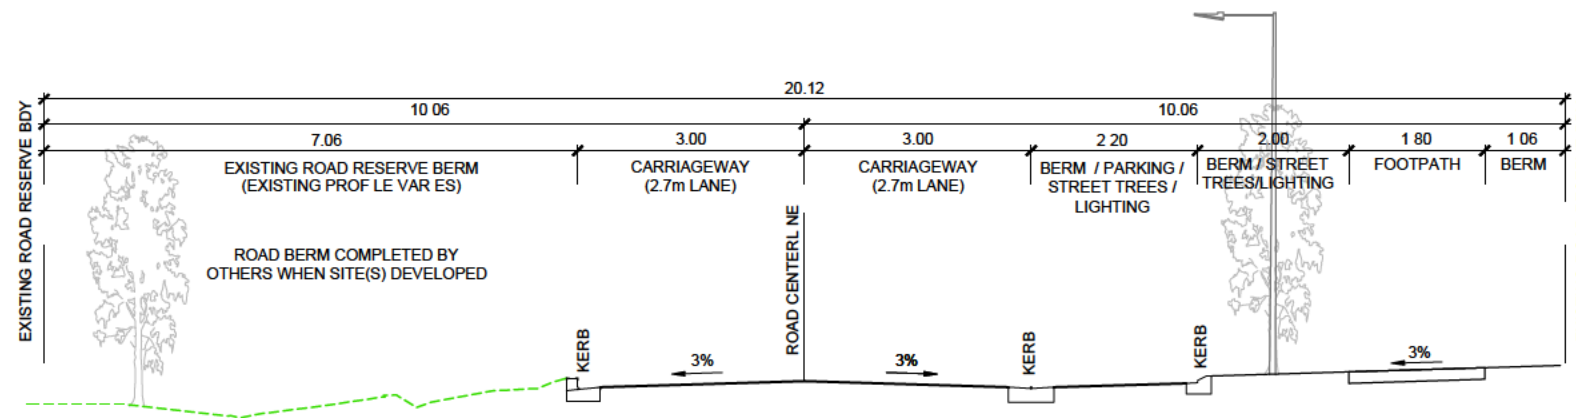 20.12
10 06
10.06
7.06
3.00
3.00
2 20
2.00
1 80
1 06
EXISTING ROAD RESERVE BDY
EXISTING ROAD RESERVE BERM
(EXISTING PROF LE VAR ES)
CARRIAGEWAY
(2.7m LANE)
CARRIAGEWAY
(2.7m LANE)
BERM / PARKING /
STREET TREES /
LIGHTING
BERM / STREET
TREES/LIGHTING
FOOTPATH
BERM
ROAD BERM COMPLETED BY
OTHERS WHEN SITE(S) DEVELOPED
ROAD CENTERL NE
KERB
3%
3%
KERB
KERB
3%